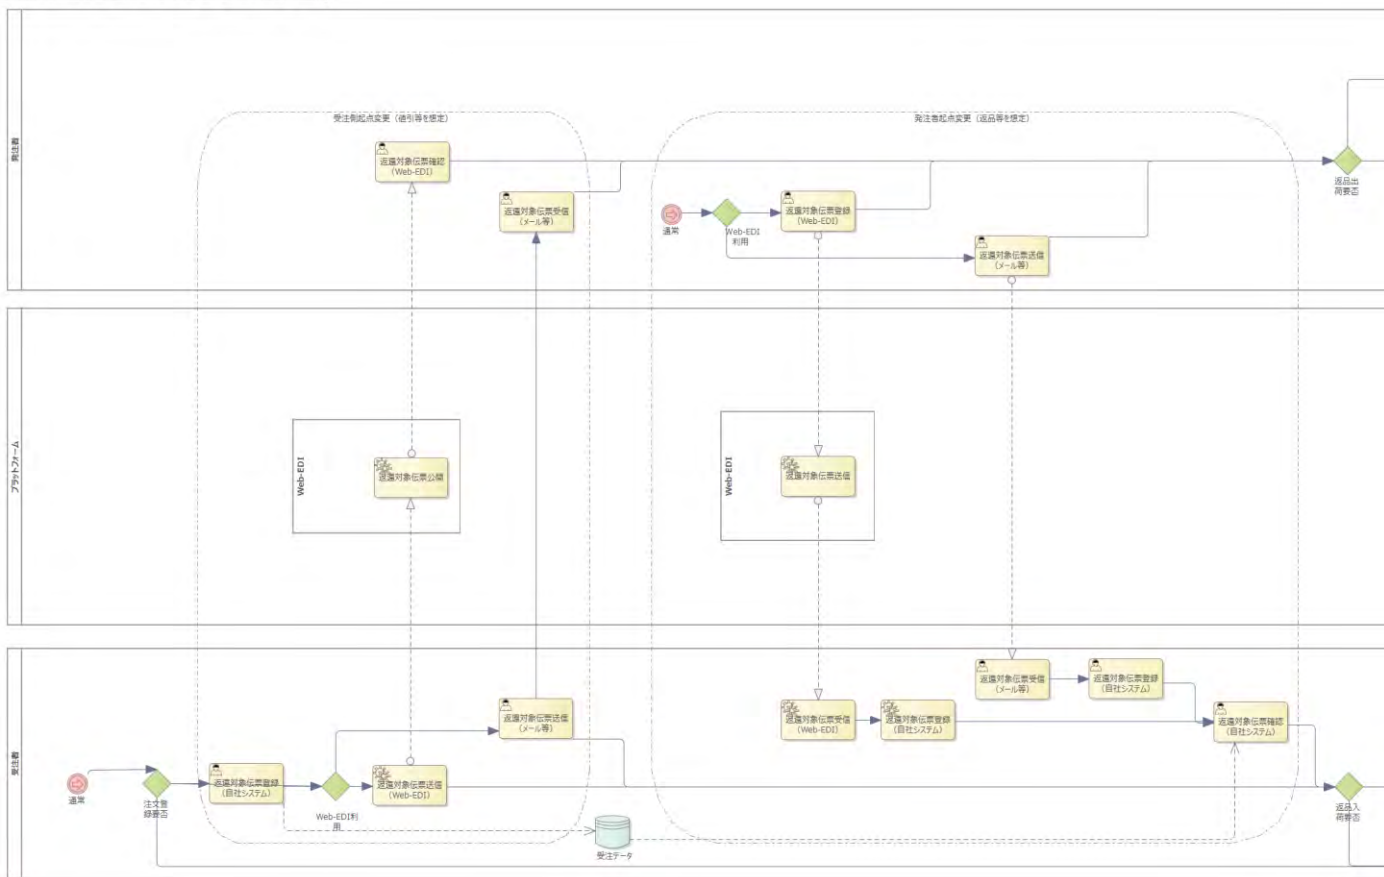 発注者
受注側起点変更（値引等を想定）
返還対象伝票確認
(Web-EDI)
返還対象伝票受信
(メール等)
発注者起点変更（返品等を想定）
通常
Web-EDI
利用
返還対象伝票登録
(Web-EDI)
返還対象伝票送信
(メール等)
返品出
荷要否
プラットフォーム
Web-EDI
返還対象伝票公開
Web-EDI
返還対象伝票送信
受注者
通常
注文登
録要否
返還対象伝票登録
(自社システム)
Web-EDI利
用
返還対象伝票送信
(Web-EDI)
返還対象伝票送信
(メール等)
受注データ
返還対象伝票受信
(Web-EDI)
返還対象伝票登録
(自社システム)
返還対象伝票受信
(メール等)
返還対象伝票登録
(自社システム)
返還対象伝票確認
(自社システム)
返品入
荷要否